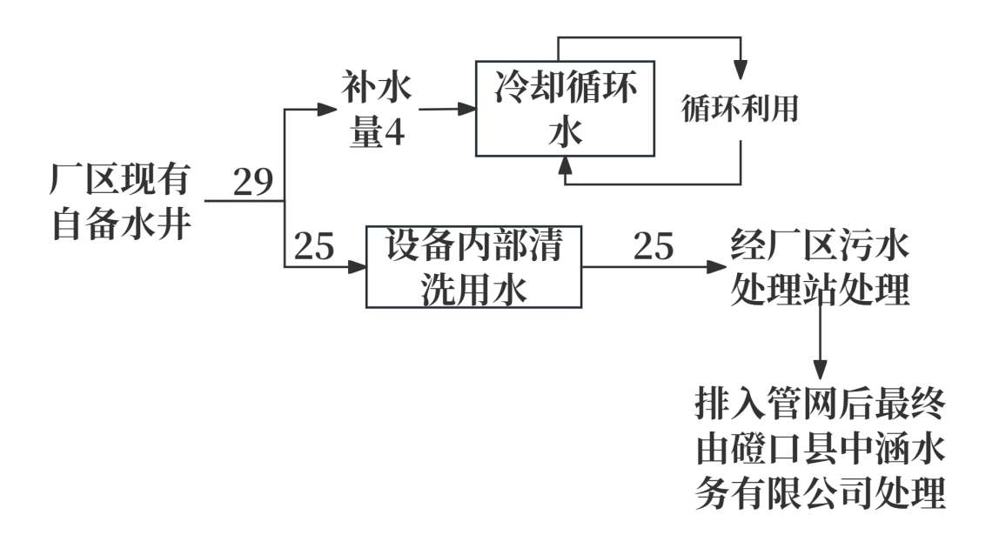 补水
量4
冷却循环
水
循环利用
厂区现有
自备水井
29
25
设备内部清
洗用水
25
经厂区污水
处理站处理
排入管网后最终
由磴口县中涵水
务有限公司处理